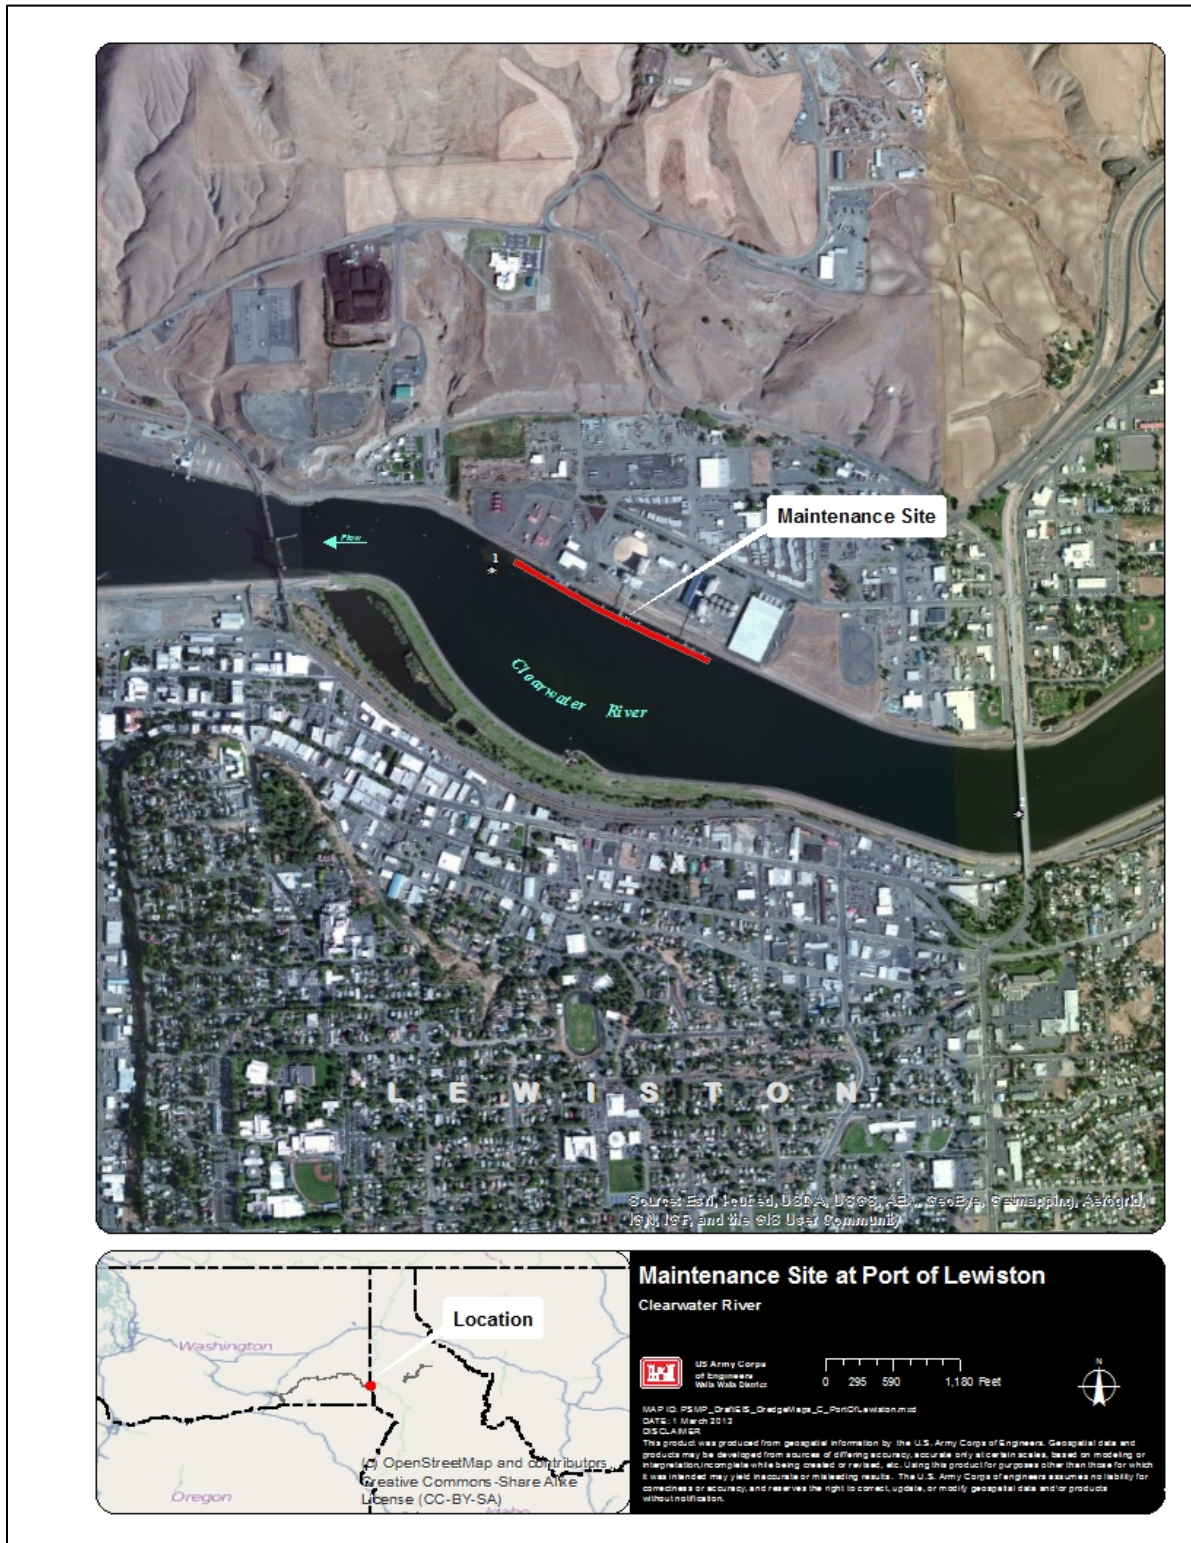 Maintenance Site
Flow
1
Clearwater River
2
LEWISTON
Source: Esri, i-cubed, USDA, USGS, AEX, GeoEye, Getmapping, Aerogrid,
IGN, IGP, and the GIS User Community
Location
Washington
Oregon
Idaho
(c) OpenStreetMap and contributors,
Creative Commons-Share Alike
License (CC-BY-SA)
Maintenance Site at Port of Lewiston
Clearwater River
US Army Corps
of Engineers
Walla Walla District
0 295 590 1,180 Feet
N
MAP ID: PSMP_DraftEIS_DredgeMaps_C_PortOfLewiston.mxd
DATE: 1 March 2013
DISCLAIMER
This product was produced from geospatial information by the U.S. Army Corps of Engineers. Geospatial data and
products may be developed from sources of differing accuracy, accurate only at certain scales, based on modeling or
interpretation, incomplete while being created or revised, etc. Using this product for purposes other than those for which
it was intended may yield inaccurate or misleading results. The U.S. Army Corps of engineers assumes no liability for
correctness or accuracy, and reserves the right to correct, update, or modify geospatial data and/or products
without notification.